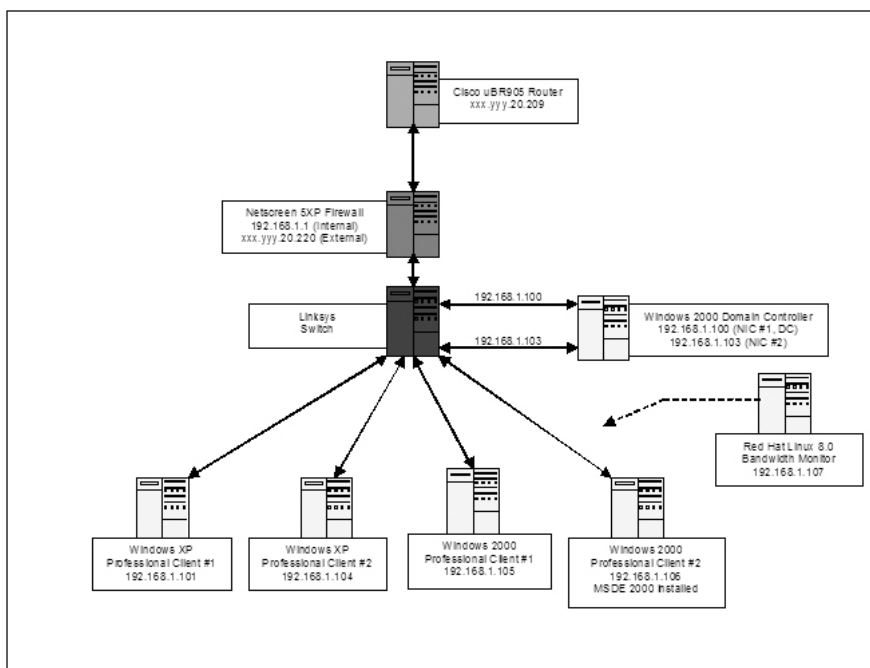 Cisco uBR905 Router
xxx.yyy.20.209
Netscreen 5XP Firewall
192.168.1.1 (Internal)
xxx.yyy.20.220 (External)
Linksys
Switch
192.168.1.100
192.168.1.103
Windows 2000 Domain Controller
192.168.1.100 (NIC #1, DC)
192.168.1.103 (NIC #2)
Red Hat Linux 8.0
Bandwidth Monitor
192.168.1.107
Windows XP
Professional Client #1
192.168.1.101
Windows XP
Professional Client #2
192.168.1.104
Windows 2000
Professional Client #1
192.168.1.105
Windows 2000
Professional Client #2
192.168.1.106
MSDE 2000 Installed